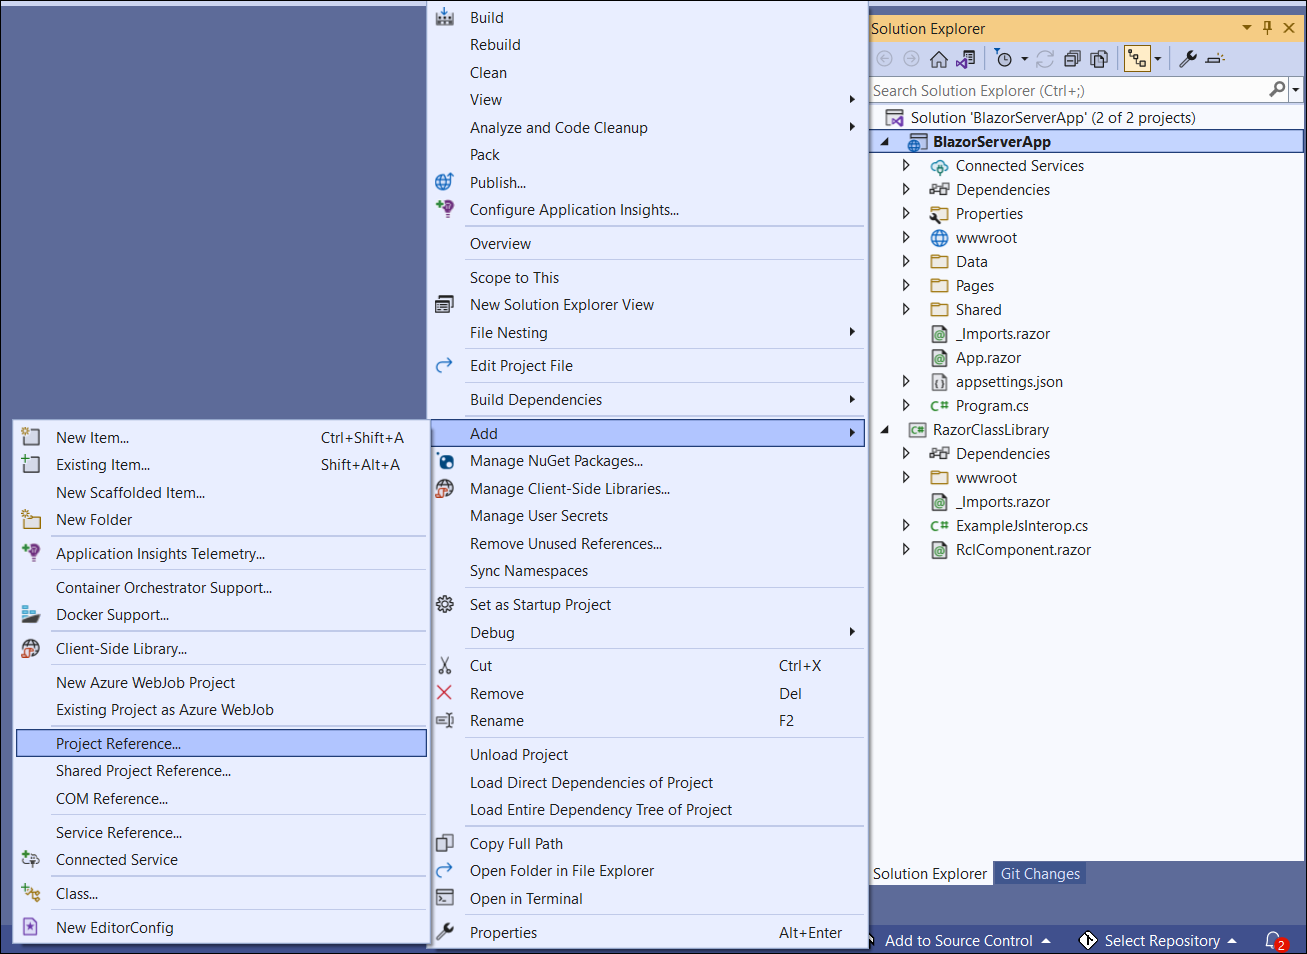 Build
Rebuild
Clean
View
Analyze and Code Cleanup
Pack
Publish...
Configure Application Insights...
Overview
Scope to This
New Solution Explorer View
File Nesting
Edit Project File
Build Dependencies
Add
Manage NuGet Packages...
Manage Client-Side Libraries...
Manage User Secrets
Remove Unused References...
Sync Namespaces
Set as Startup Project
Debug
Cut Ctrl+X
Remove Del
Rename F2
Unload Project
Load Direct Dependencies of Project
Load Entire Dependency Tree of Project
Copy Full Path
Open Folder in File Explorer
Open in Terminal
Properties Alt+Enter
New Item... Ctrl+Shift+A
Existing Item... Shift+Alt+A
New Scaffolded Item...
New Folder
Application Insights Telemetry...
Container Orchestrator Support...
Docker Support...
Client-Side Library...
New Azure WebJob Project
Existing Project as Azure WebJob
Project Reference...
Shared Project Reference...
COM Reference...
Service Reference...
Connected Service
Class...
New EditorConfig
Solution Explorer
Search Solution Explorer (Ctrl+;)
Solution 'BlazorServerApp' (2 of 2 projects)
BlazorServerApp
Connected Services
Dependencies
Properties
wwwroot
Data
Pages
Shared
_Imports.razor
App.razor
appsettings.json
C# Program.cs
C# RazorClassLibrary
Dependencies
wwwroot
_Imports.razor
C# ExampleJsInterop.cs
RclComponent.razor
Solution Explorer Git Changes
Add to Source Control Select Repository 2